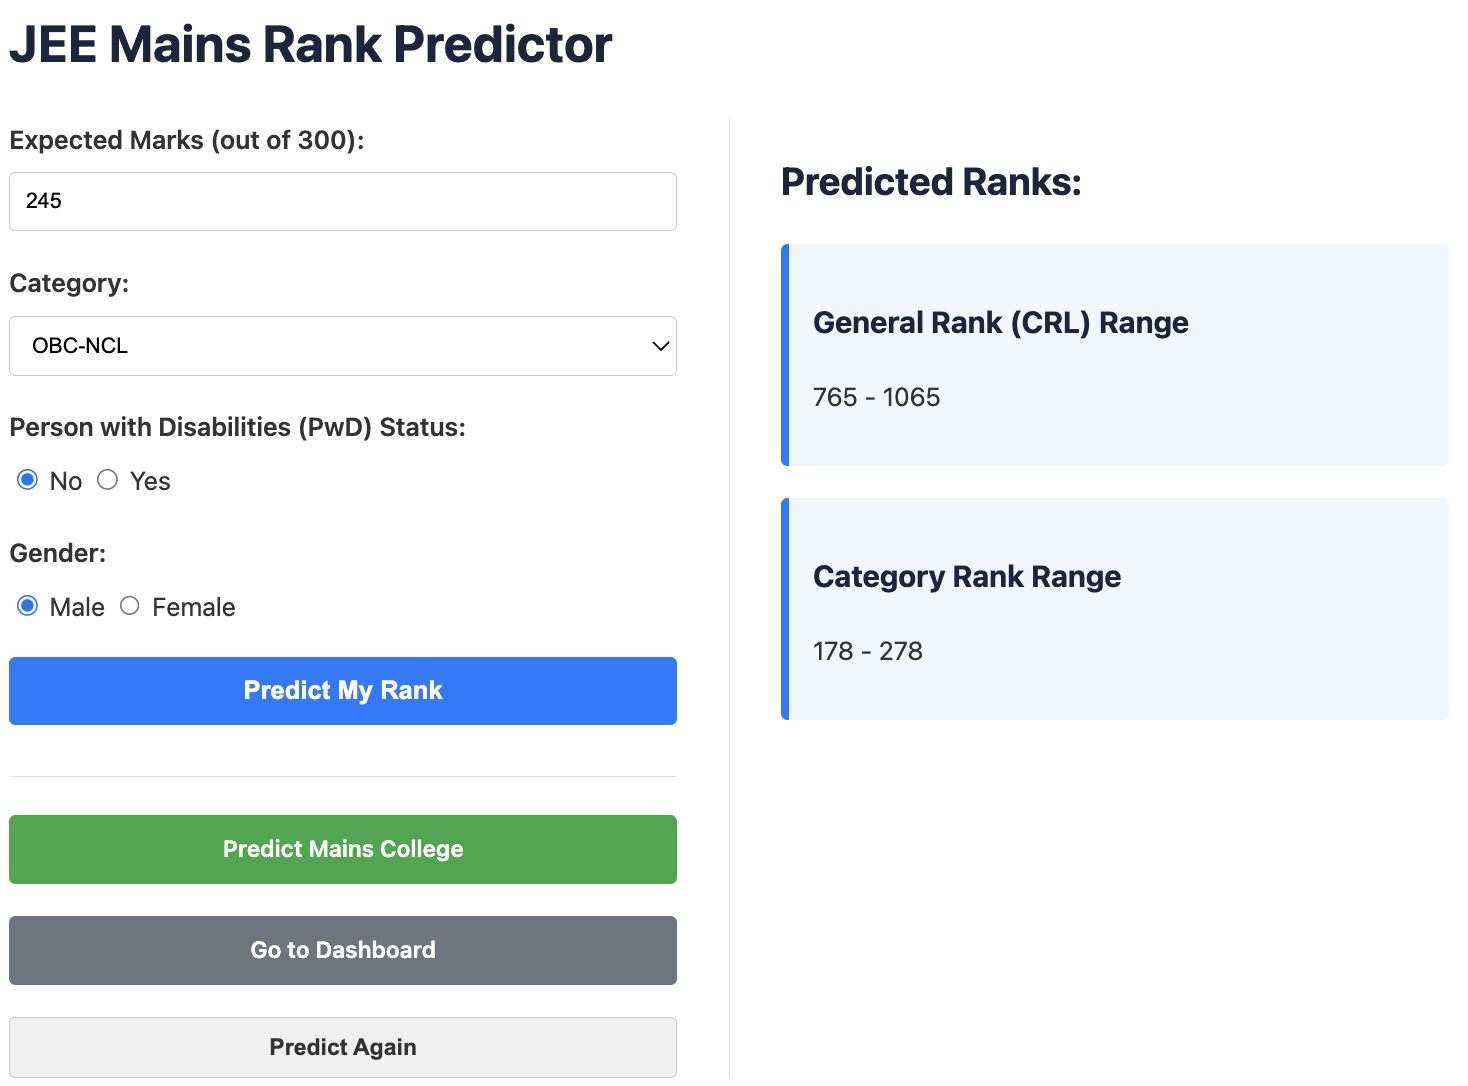 JEE Mains Rank Predictor
Expected Marks (out of 300):
245
Category:
OBC-NCL
Person with Disabilities (PwD) Status:
No Yes
Gender:
Male Female
Predict My Rank
Predict Mains College
Go to Dashboard
Predict Again
Predicted Ranks:
General Rank (CRL) Range
765 - 1065
Category Rank Range
178 - 278